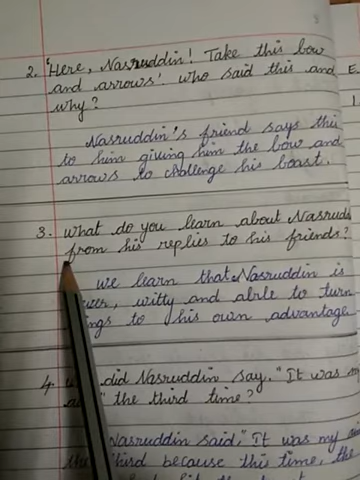 2. 'Here, Nasruddin! Take this bow
and arrows'. who said this and
why?
Nasruddin's friend says this
to him giving him the bow and
arrows to challenge his boast.
3. what do you learn about
from his replies to his friends?
we learn that Nasruddin is
witty and able to turn
to his own advantage
4. did Nasruddin say. "It was
" the third time?
Nasruddin said," It was my
third because this time, the
E.
1.